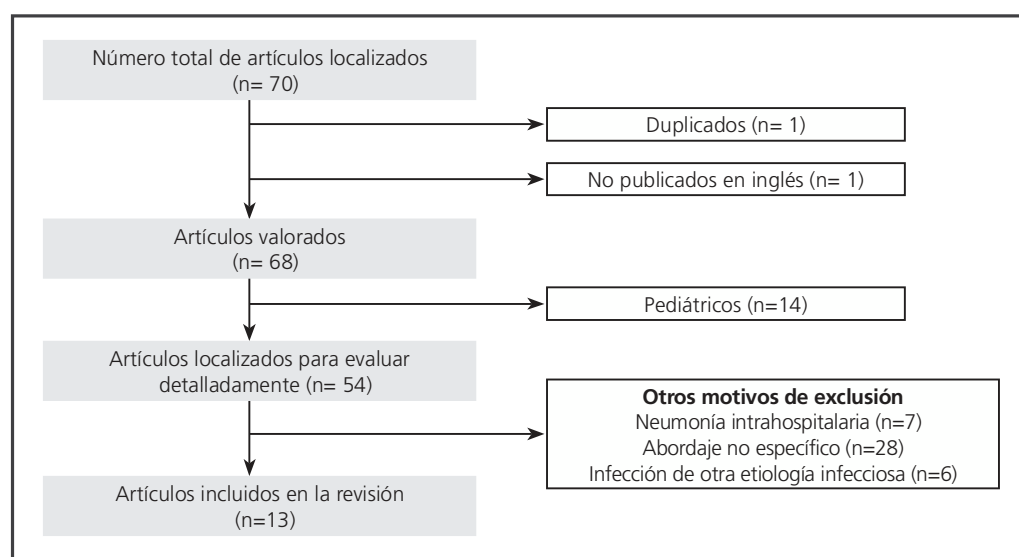 Número total de artículos localizados
(n= 70)
Duplicados (n= 1)
No publicados en inglés (n= 1)
Artículos valorados
(n= 68)
Pediátricos (n=14)
Artículos localizados para evaluar
detalladamente (n= 54)
Otros motivos de exclusión
Neumonía intrahospitalaria (n=7)
Abordaje no específico (n=28)
Infección de otra etiología infecciosa (n=6)
Artículos incluidos en la revisión
(n=13)